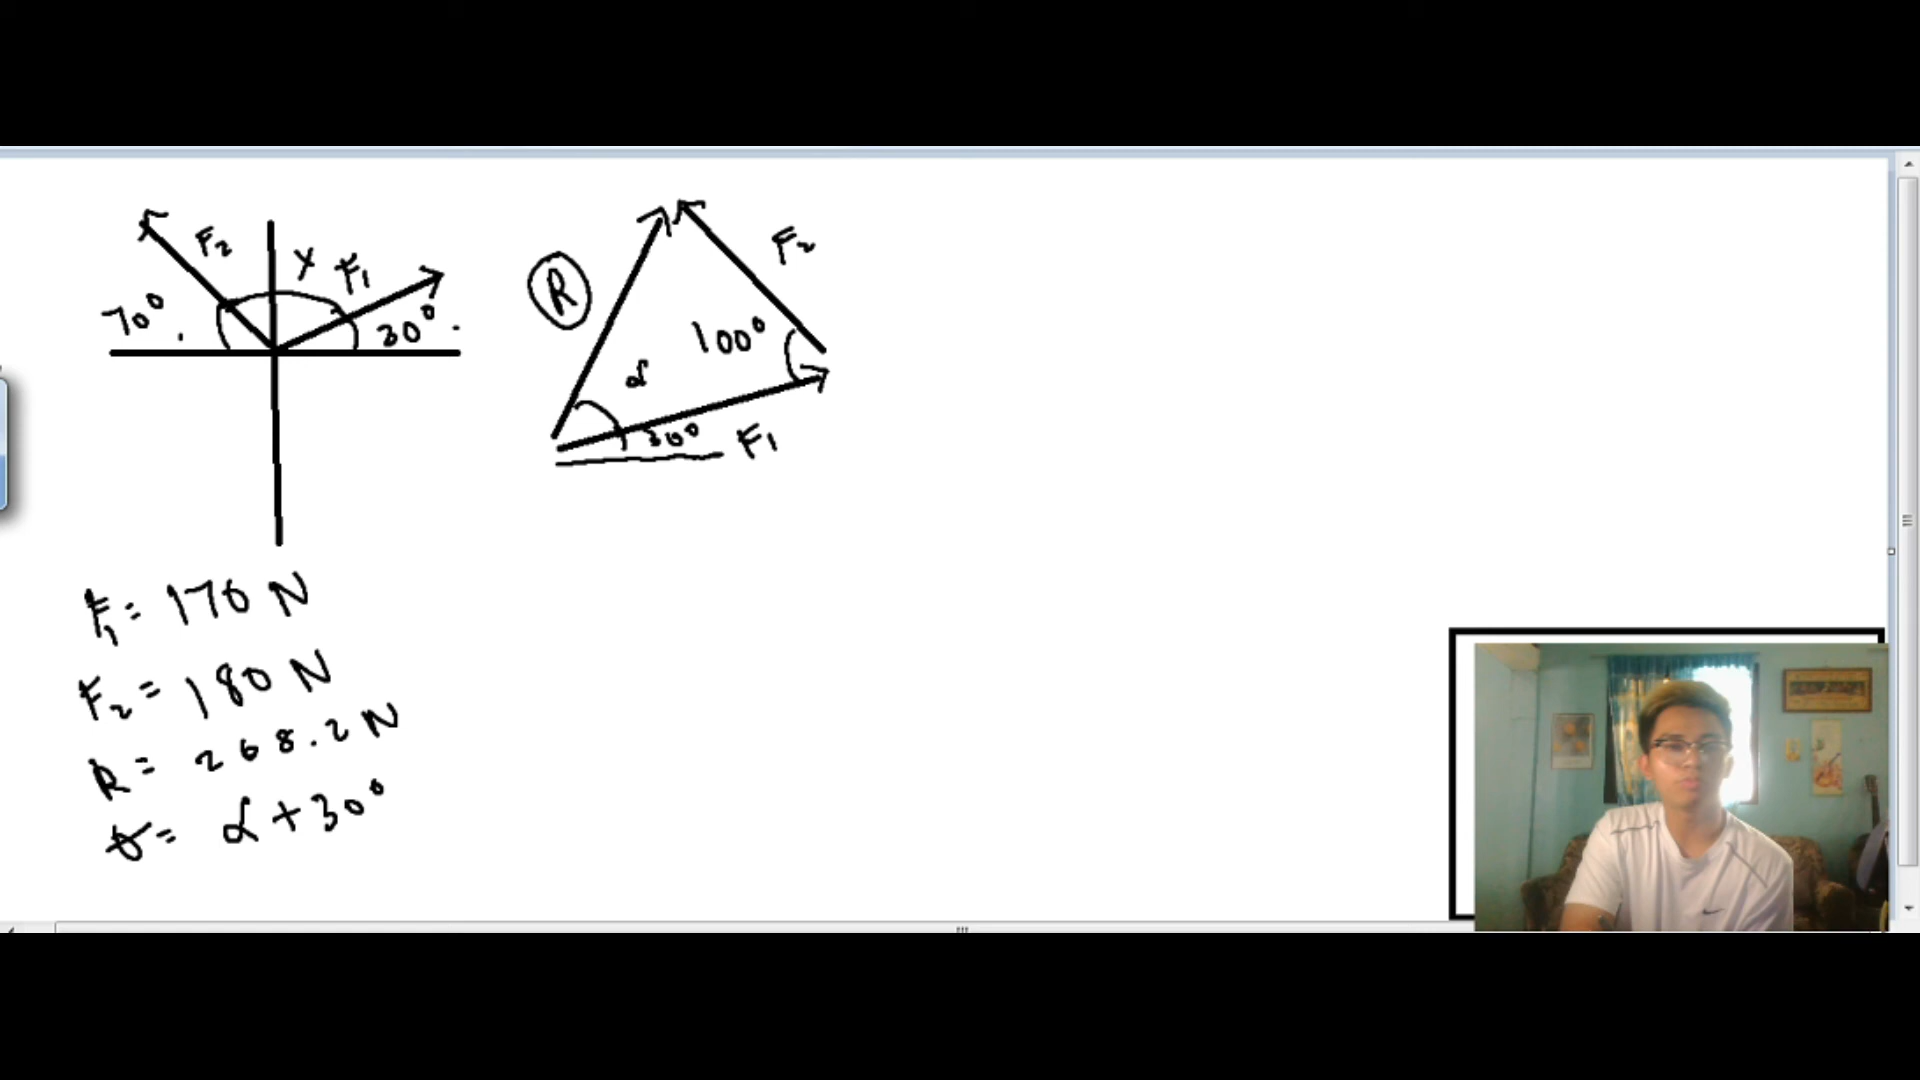 F₂
Y
F₁
70°.
30°.
R
F₂
100°
α
30°
F₁
F₁ = 170 N
F₂ = 180 N
R = 268.2 N
θ = α + 30°